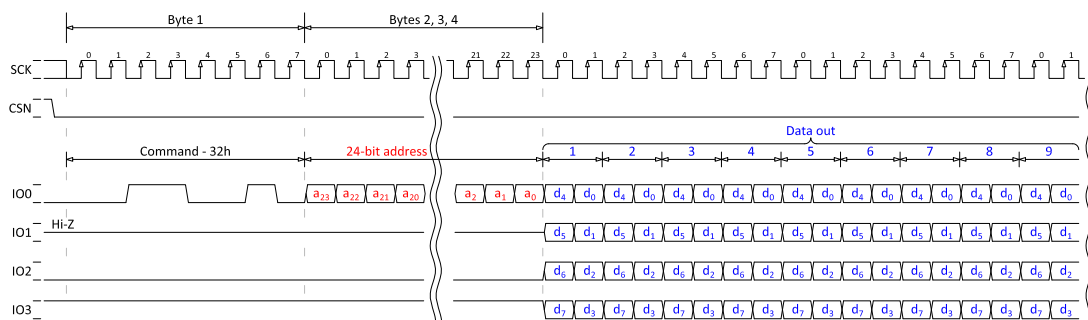 Byte 1 Bytes 2, 3, 4
SCK 0 1 2 3 4 5 6 7 0 1 2 3 21 22 23 0 1 2 3 4 5 6 7 0 1 2 3 4 5 6 7 0 1
CSN
Data out
Command - 32h 24-bit address 1 2 3 4 5 6 7 8 9
IO0 a23 a22 a21 a20 a2 a1 a0 d4 d0 d4 d0 d4 d0 d4 d0 d4 d0 d4 d0 d4 d0 d4 d0 d4 d0
IO1 Hi-Z d5 d1 d5 d1 d5 d1 d5 d1 d5 d1 d5 d1 d5 d1 d5 d1 d5 d1
IO2 d6 d2 d6 d2 d6 d2 d6 d2 d6 d2 d6 d2 d6 d2 d6 d2 d6 d2
IO3 d7 d3 d7 d3 d7 d3 d7 d3 d7 d3 d7 d3 d7 d3 d7 d3 d7 d3